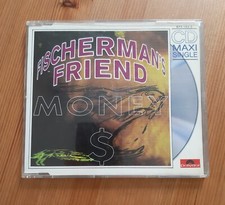 FISCHERMAN'S
FRIEND
MONEY
$
CD
MAXI
SINGLE